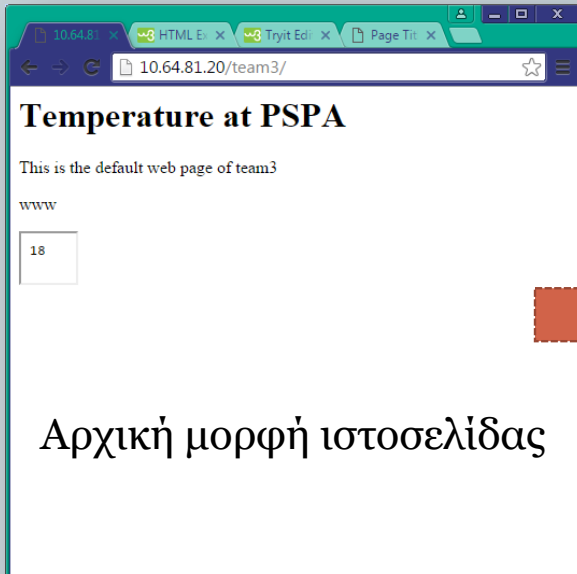 10.64.81
HTML Ex
Tryit Edi
Page Tit
10.64.81.20/team3/
Temperature at PSPA
This is the default web page of team3
www
18
Αρχική μορφή ιστοσελίδας